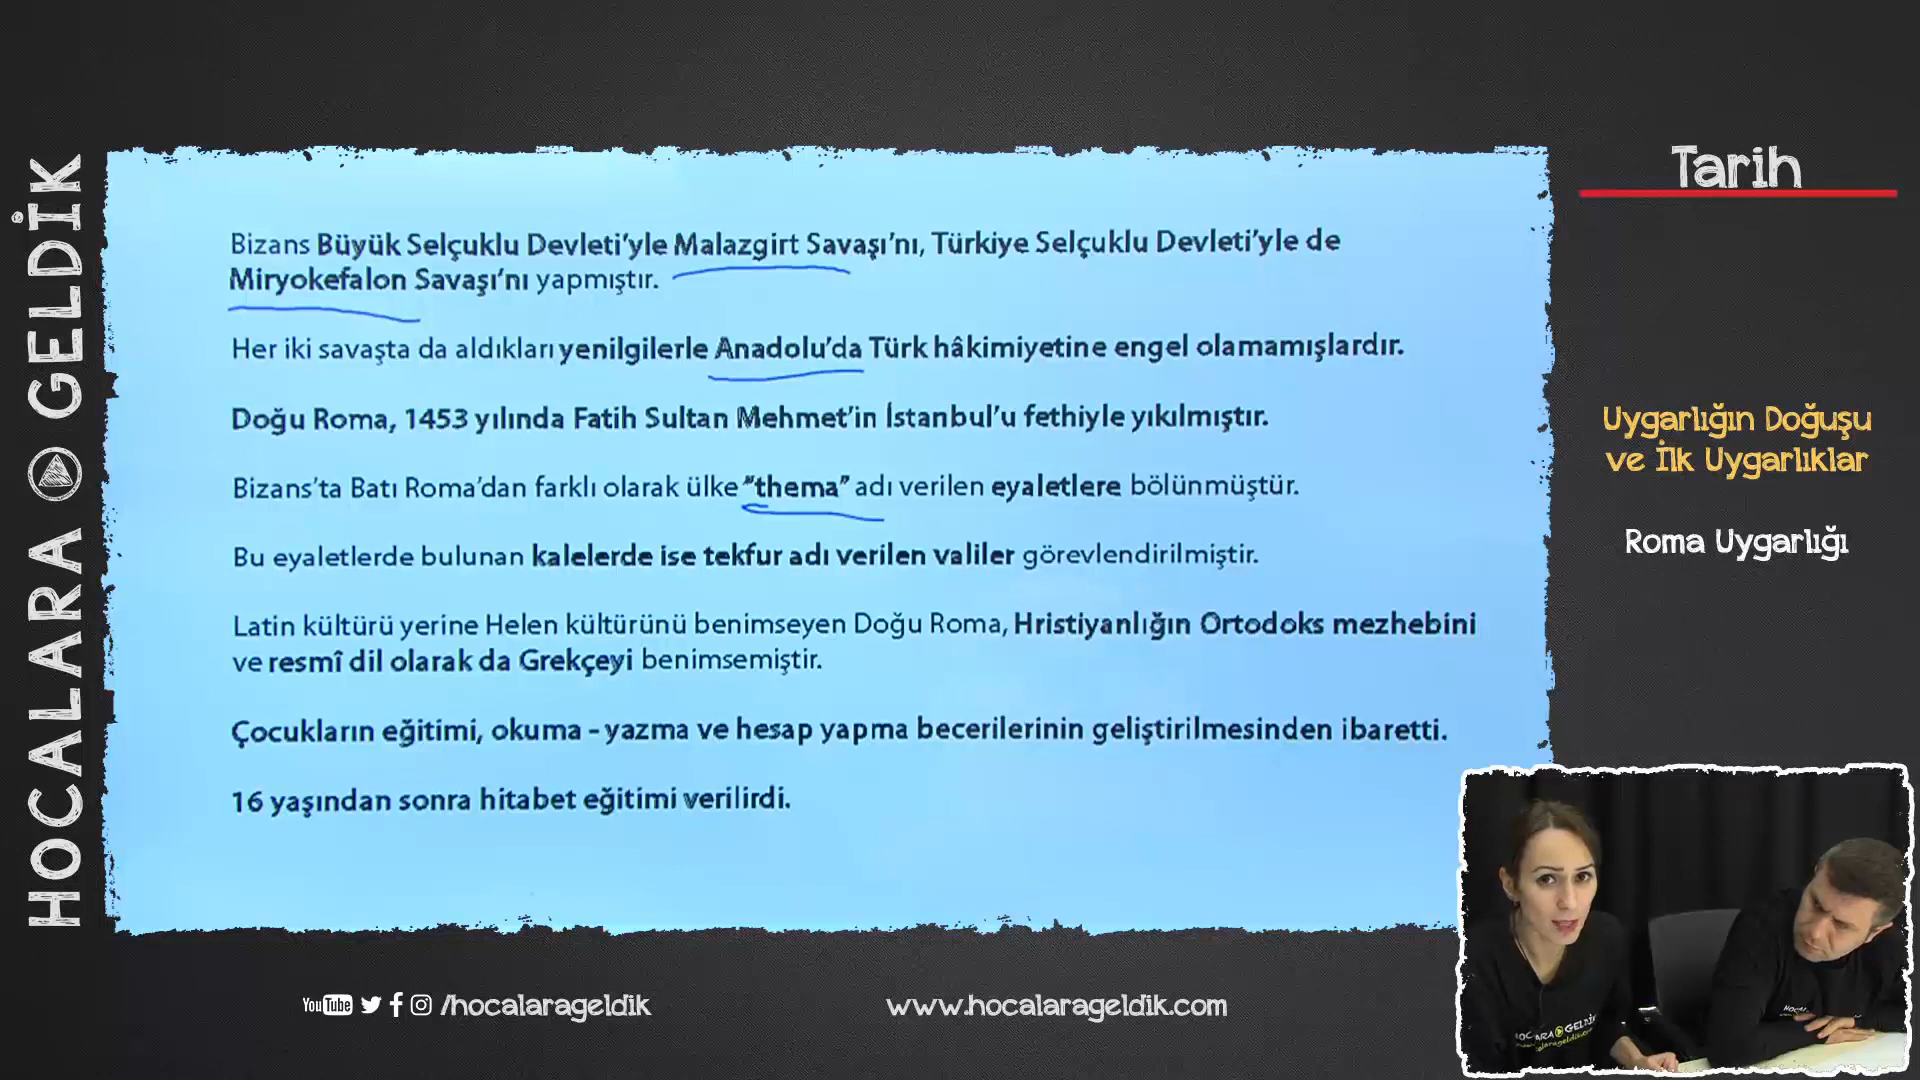 HOCALARA GELDİK
Tarih
Bizans Büyük Selçuklu Devleti'yle Malazgirt Savaşı'nı, Türkiye Selçuklu Devleti'yle de
Miryokefalon Savaşı'nı yapmıştır.
Her iki savaşta da aldıkları yenilgilerle Anadolu'da Türk hâkimiyetine engel olamamışlardır.
Doğu Roma, 1453 yılında Fatih Sultan Mehmet'in İstanbul'u fethiyle yıkılmıştır.
Bizans'ta Batı Roma'dan farklı olarak ülke "thema" adı verilen eyaletlere bölünmüştür.
Bu eyaletlerde bulunan kalelerde ise tekfur adı verilen valiler görevlendirilmiştir.
Latin kültürü yerine Helen kültürünü benimseyen Doğu Roma, Hristiyanlığın Ortodoks mezhebini
ve resmî dil olarak da Grekçeyi benimsemiştir.
Çocukların eğitimi, okuma - yazma ve hesap yapma becerilerinin geliştirilmesinden ibaretti.
16 yaşından sonra hitabet eğitimi verilirdi.
Uygarlığın Doğuşu
ve İlk Uygarlıklar
Roma Uygarlığı
YouTube /hocalarageldik
www.hocalarageldik.com